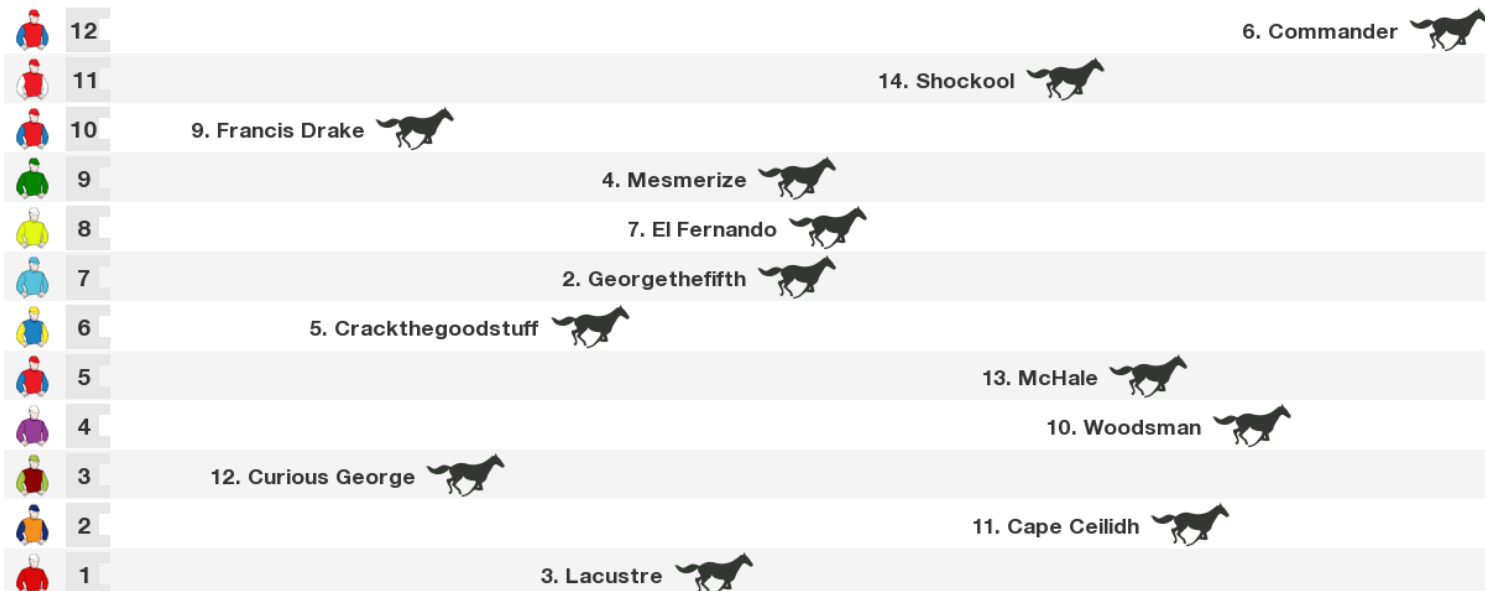 12 6. Commander
11 14. Shockool
10 9. Francis Drake
9 4. Mesmerize
8 7. El Fernando
7 2. Georgethefifth
6 5. Crackthegoodstuff
5 13. McHale
4 10. Woodsman
3 12. Curious George
2 11. Cape Ceilidh
1 3. Lacustre